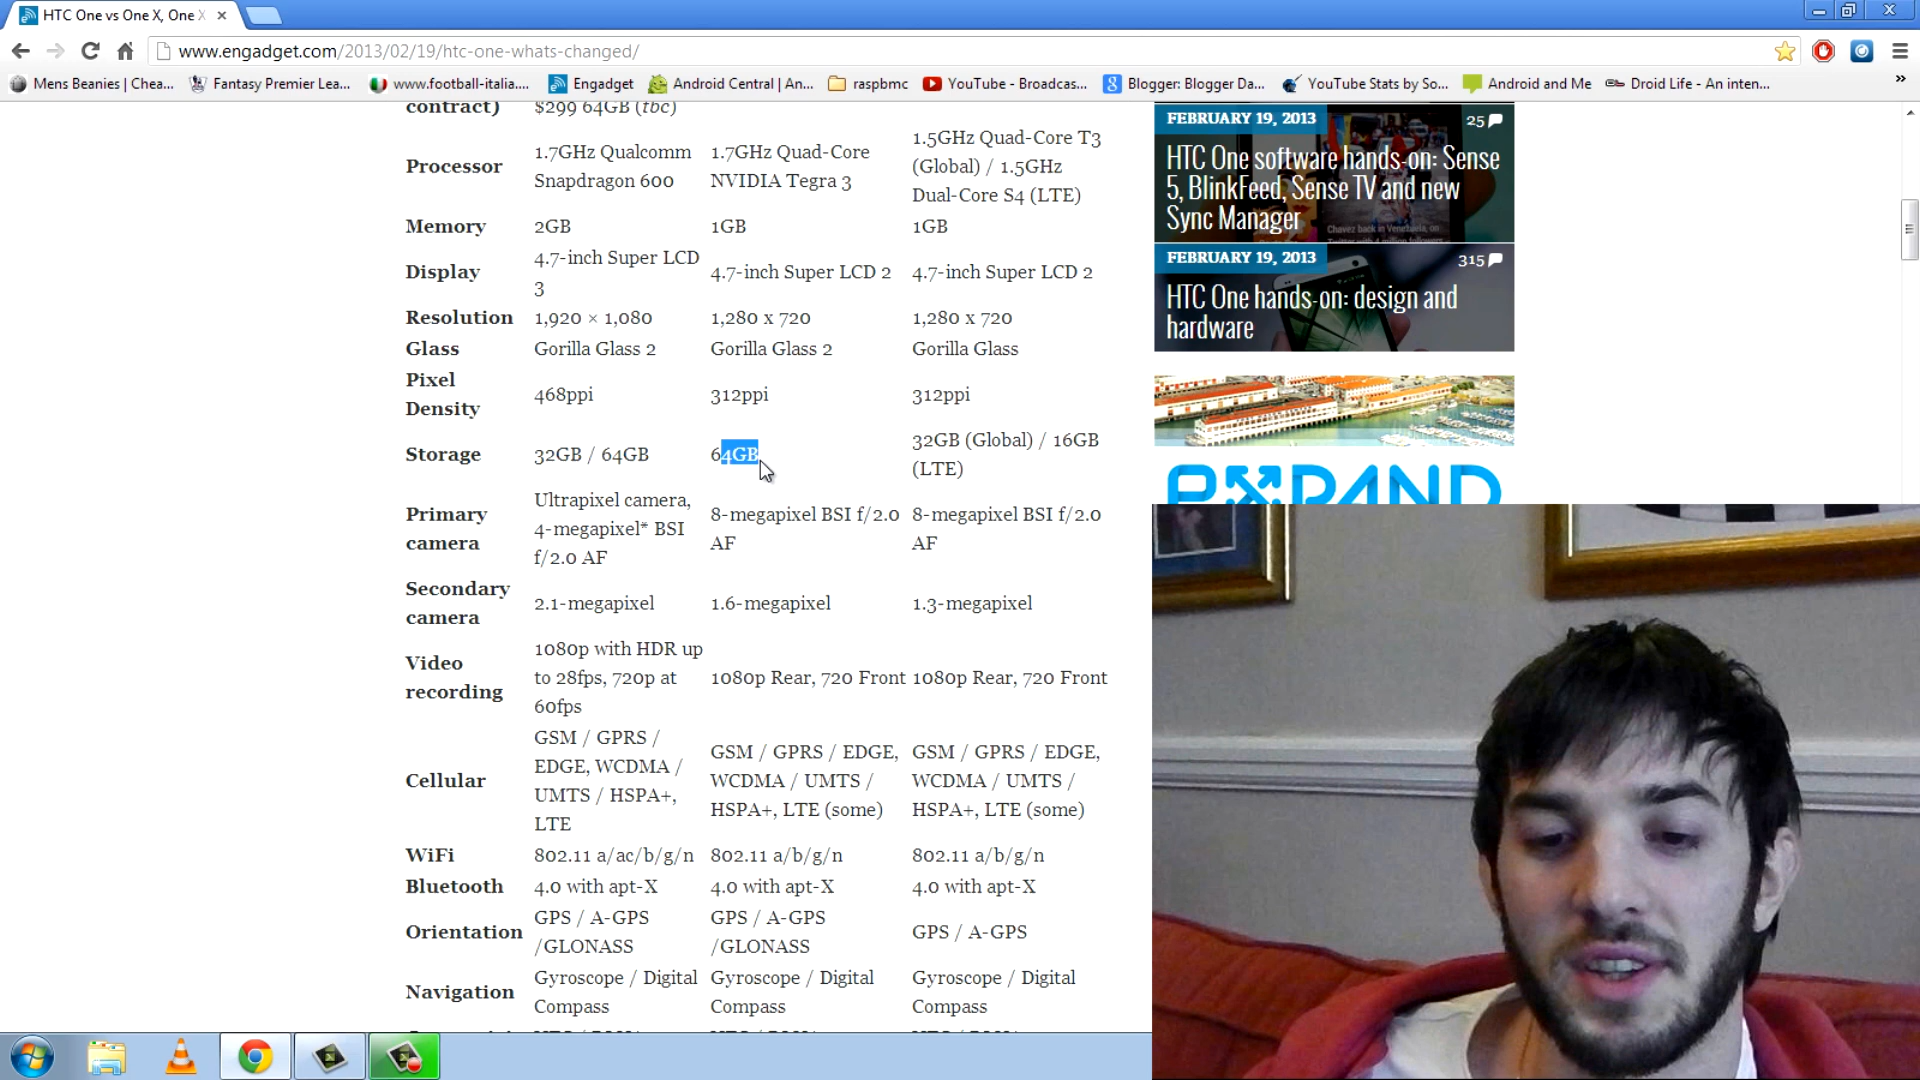 HTC One vs One X, One X
www.engadget.com/2013/02/19/htc-one-whats-changed/
Mens Beanies | Chea... Fantasy Premier Lea... www.football-italia.... Engadget Android Central | An... raspbmc YouTube - Broadcas... Blogger: Blogger Da... YouTube Stats by So... Android and Me Droid Life - An inten...
contract) $299 64GB (tbc)
Processor
1.7GHz Qualcomm
Snapdragon 600
1.7GHz Quad-Core
NVIDIA Tegra 3
1.5GHz Quad-Core T3
(Global) / 1.5GHz
Dual-Core S4 (LTE)
Memory 2GB 1GB 1GB
Display
4.7-inch Super LCD
3
4.7-inch Super LCD 2
4.7-inch Super LCD 2
Resolution 1,920 × 1,080 1,280 x 720 1,280 x 720
Glass Gorilla Glass 2 Gorilla Glass 2 Gorilla Glass
Pixel
Density
468ppi 312ppi 312ppi
Storage 32GB / 64GB 64GB
32GB (Global) / 16GB
(LTE)
Primary
camera
Ultrapixel camera,
4-megapixel* BSI
f/2.0 AF
8-megapixel BSI f/2.0
AF
8-megapixel BSI f/2.0
AF
Secondary
camera
2.1-megapixel 1.6-megapixel 1.3-megapixel
Video
recording
1080p with HDR up
to 28fps, 720p at
60fps
1080p Rear, 720 Front
1080p Rear, 720 Front
Cellular
GSM / GPRS /
EDGE, WCDMA /
UMTS / HSPA+,
LTE
GSM / GPRS / EDGE,
WCDMA / UMTS /
HSPA+, LTE (some)
GSM / GPRS / EDGE,
WCDMA / UMTS /
HSPA+, LTE (some)
WiFi 802.11 a/ac/b/g/n 802.11 a/b/g/n 802.11 a/b/g/n
Bluetooth 4.0 with apt-X 4.0 with apt-X 4.0 with apt-X
Orientation
GPS / A-GPS
/GLONASS
GPS / A-GPS
/GLONASS
GPS / A-GPS
Navigation
Gyroscope / Digital
Compass
Gyroscope / Digital
Compass
Gyroscope / Digital
Compass
FEBRUARY 19, 2013 25
HTC One software hands-on: Sense
5, BlinkFeed, Sense TV and new
Sync Manager
Chavez back in Venezuela, on
FEBRUARY 19, 2013 315
HTC One hands-on: design and
hardware
EXPAND